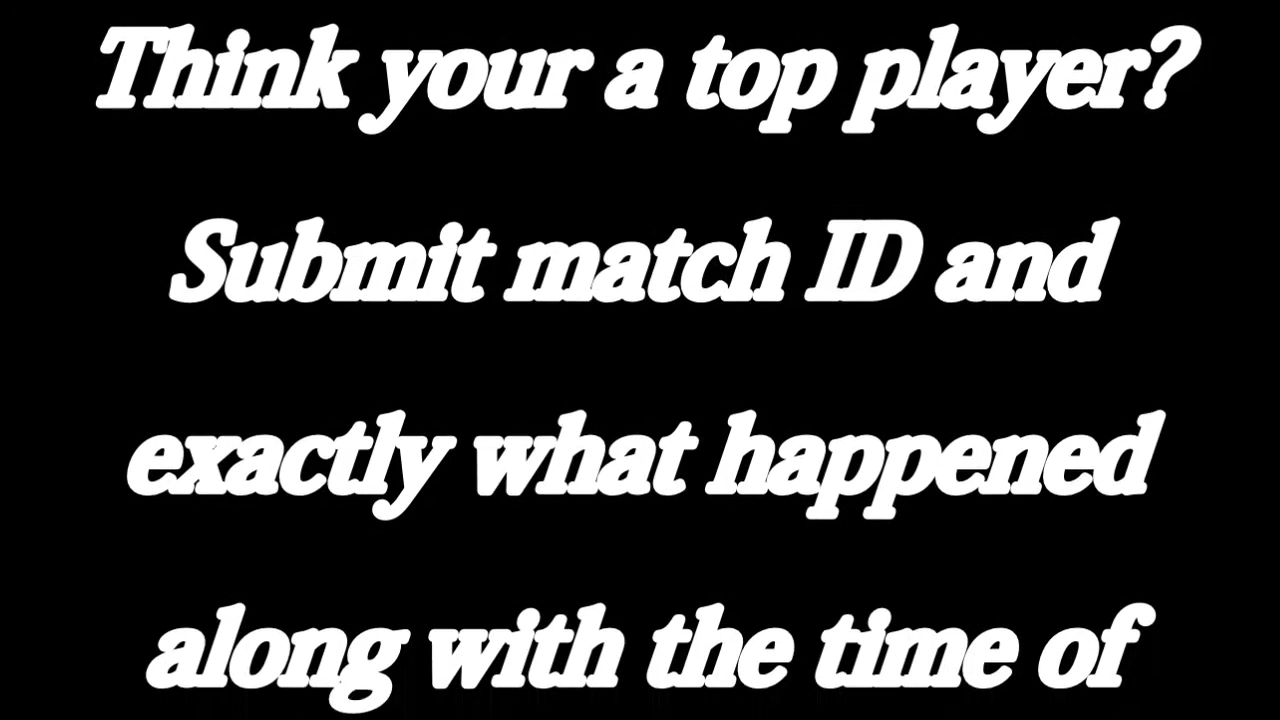 Think your a top player?
Submit match ID and
exactly what happened
along with the time of